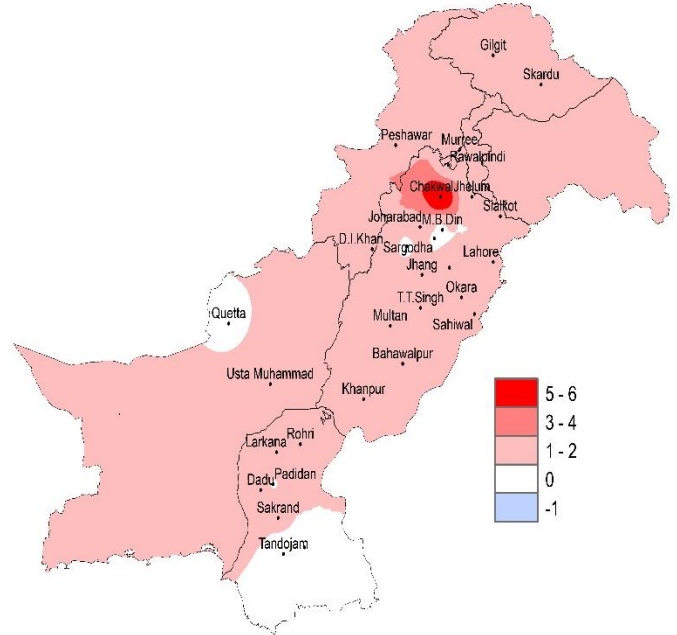 Gilgit
Skardu
Peshawar
Murree
Rawalpindi
Chakwal
Jhelum
Sialkot
Joharabad
M.B.Din
D.I.Khan
Sargodha
Lahore
Jhang
Okara
T.T.Singh
Multan
Sahiwal
Quetta
Bahawalpur
Usta Muhammad
Khanpur
5 - 6
3 - 4
1 - 2
0
-1
Rohri
Larkana
Padidan
Dadu
Sakrand
Tandojam